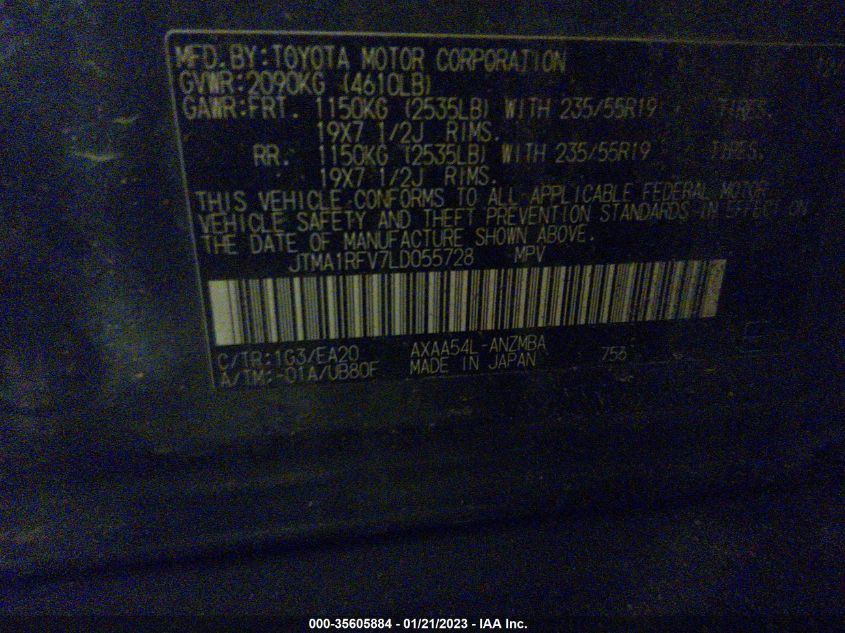 MFD.BY:TOYOTA MOTOR CORPORATION
GVWR:2090KG (4610LB)
GAWR:FRT. 1150KG (2535LB) WITH 235/55R19 TIRES.
19X7 1/2J RIMS.
RR. 1150KG (2535LB) WITH 235/55R19 TIRES.
19X7 1/2J RIMS.
THIS VEHICLE CONFORMS TO ALL APPLICABLE FEDERAL MOTOR
VEHICLE SAFETY AND THEFT PREVENTION STANDARDS IN EFFECT ON
THE DATE OF MANUFACTURE SHOWN ABOVE.
JTMA1RFV7LD055728 MPV
C/TR:1G3/EA20 AXAA54L-ANZMBA 756
A/TM:-01A/UB80F MADE IN JAPAN
000-35605884 - 01/21/2023 - IAA Inc.